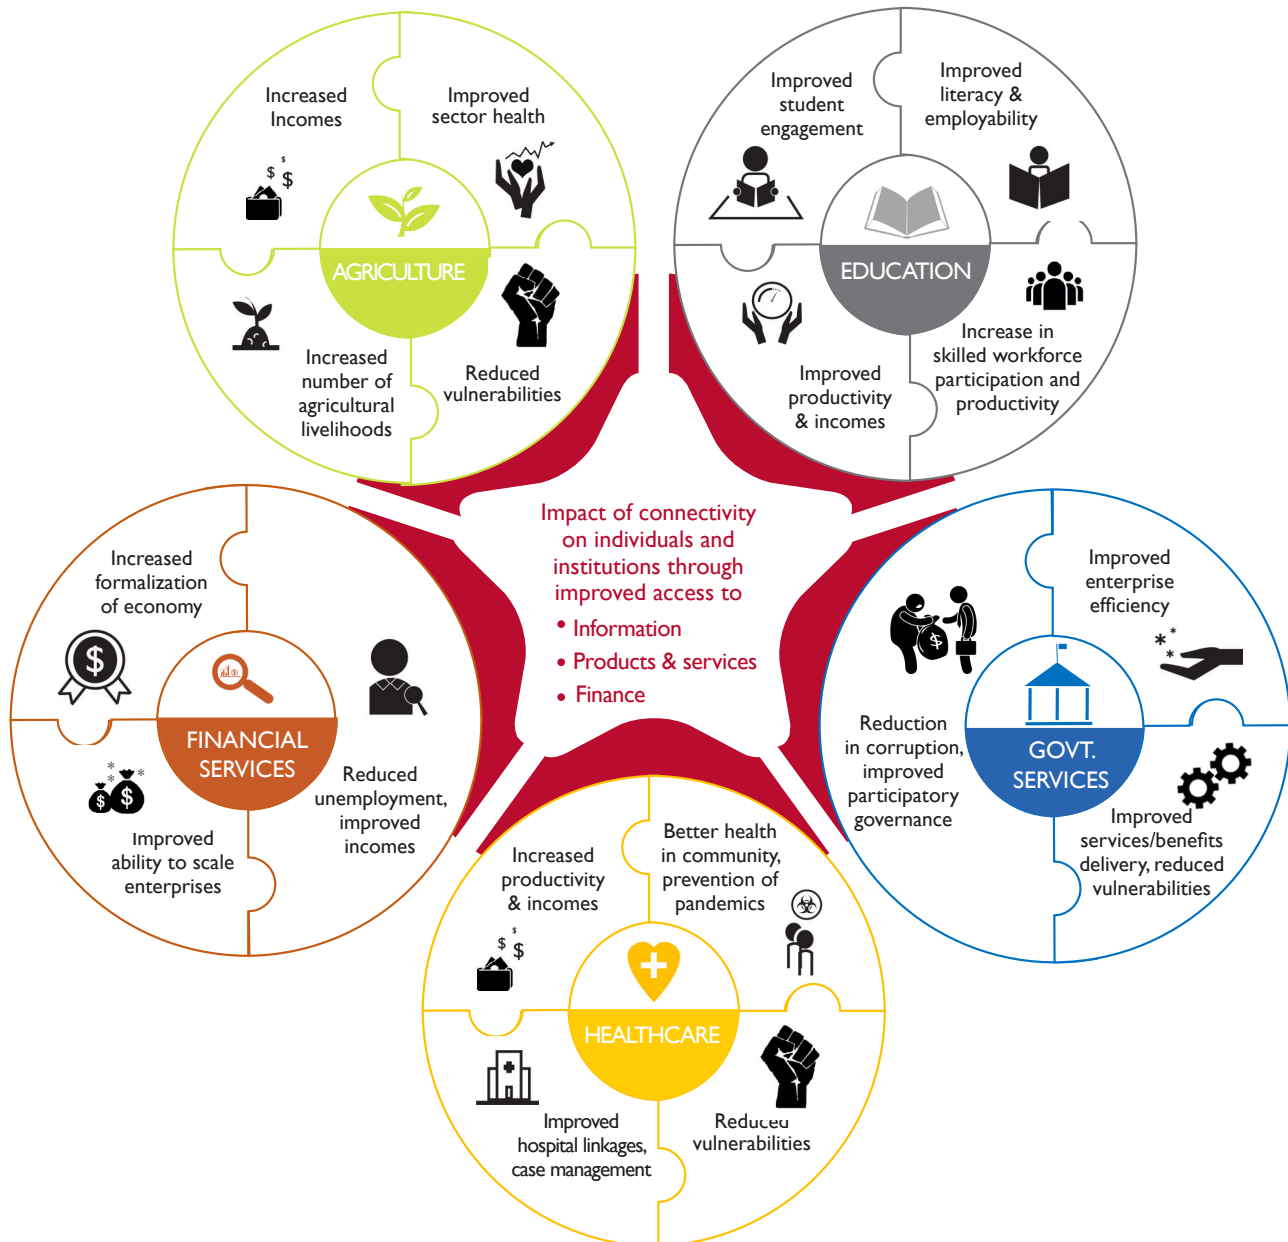 Increased
Incomes
Improved
sector health
AGRICULTURE
Increased
number of
agricultural
livelihoods
Reduced
vulnerabilities
Improved
student
engagement
Improved
literacy &
employability
EDUCATION
Improved
productivity
& incomes
Increase in
skilled workforce
participation and
productivity
Impact of connectivity
on individuals and
institutions through
improved access to
• Information
• Products & services
• Finance
Increased
formalization
of economy
$
FINANCIAL
SERVICES
$ $
Improved
ability to scale
enterprises
Reduced
unemployment,
improved
incomes
Improved
enterprise
efficiency
$
GOVT.
SERVICES
Reduction
in corruption,
improved
participatory
governance
Improved
services/benefits
delivery, reduced
vulnerabilities
Increased
productivity
& incomes
Better health
in community,
prevention of
pandemics
$ $
HEALTHCARE
Improved
hospital linkages,
case management
Reduced
vulnerabilities